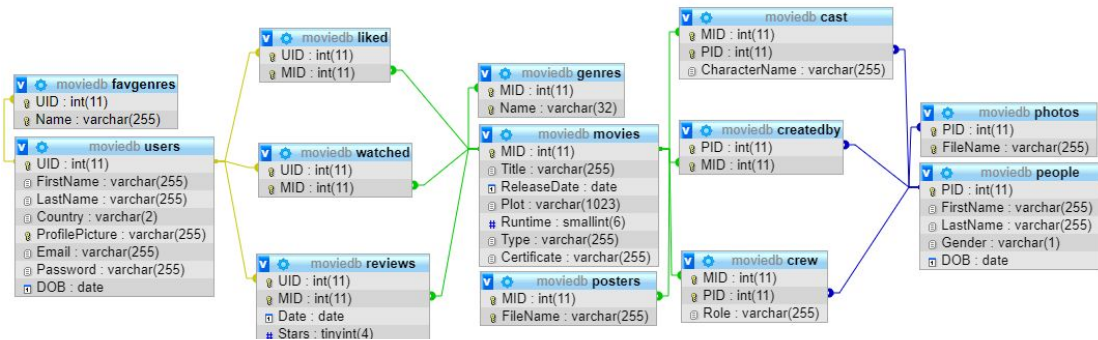 moviedb favgenres
UID : int(11)
Name : varchar(255)
moviedb users
UID : int(11)
FirstName : varchar(255)
LastName : varchar(255)
Country : varchar(2)
ProfilePicture : varchar(255)
Email : varchar(255)
Password : varchar(255)
DOB : date
moviedb liked
UID : int(11)
MID : int(11)
moviedb watched
UID : int(11)
MID : int(11)
moviedb reviews
UID : int(11)
MID : int(11)
Date : date
Stars : tinyint(4)
moviedb genres
MID : int(11)
Name : varchar(32)
moviedb movies
MID : int(11)
Title : varchar(255)
ReleaseDate : date
Plot : varchar(1023)
Runtime : smallint(6)
Type : varchar(255)
Certificate : varchar(255)
moviedb posters
MID : int(11)
FileName : varchar(255)
moviedb cast
MID : int(11)
PID : int(11)
CharacterName : varchar(255)
moviedb createdby
PID : int(11)
MID : int(11)
moviedb crew
MID : int(11)
PID : int(11)
Role : varchar(255)
moviedb photos
PID : int(11)
FileName : varchar(255)
moviedb people
PID : int(11)
FirstName : varchar(255)
LastName : varchar(255)
Gender : varchar(1)
DOB : date